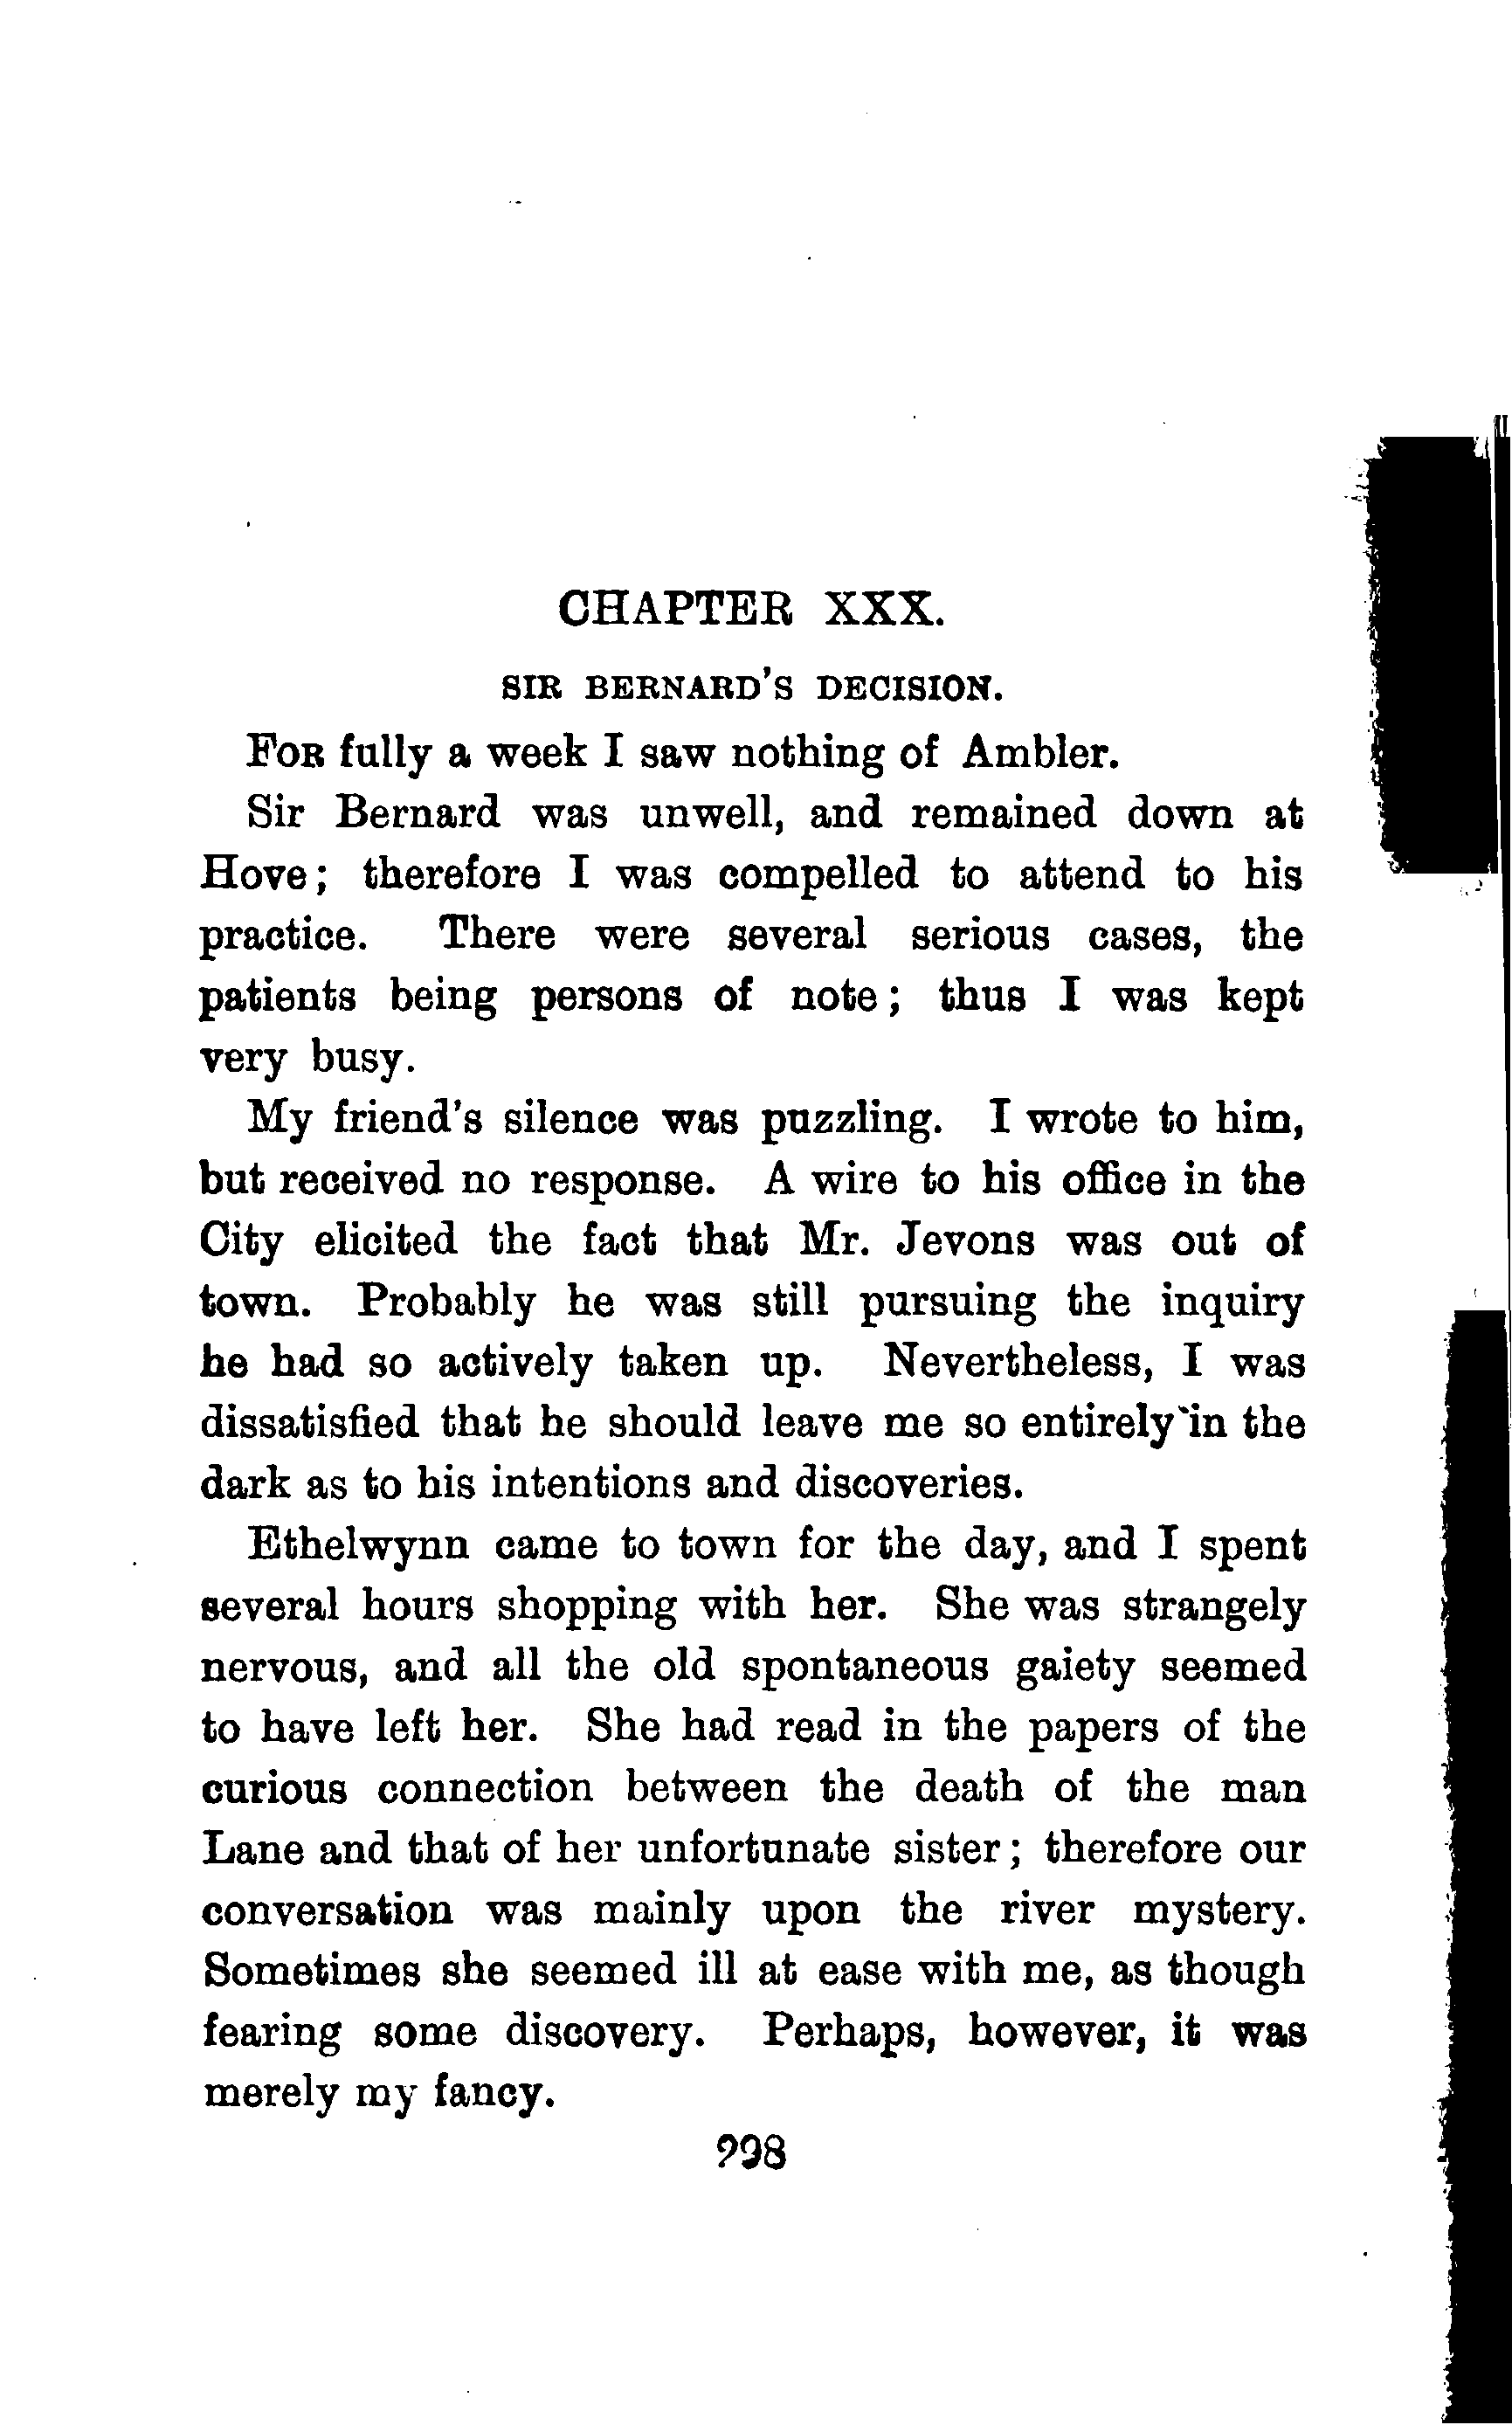 CHAPTER XXX.
SIR BERNARD'S DECISION.
FOR fully a week I saw nothing of Ambler.
Sir Bernard was unwell, and remained down at
Hove; therefore I was compelled to attend to his
practice. There were several serious cases, the
patients being persons of note; thus I was kept
very busy.
My friend's silence was puzzling. I wrote to him,
but received no response. A wire to his office in the
City elicited the fact that Mr. Jevons was out of
town. Probably he was still pursuing the inquiry
he had so actively taken up. Nevertheless, I was
dissatisfied that he should leave me so entirely in the
dark as to his intentions and discoveries.
Ethelwynn came to town for the day, and I spent
several hours shopping with her. She was strangely
nervous, and all the old spontaneous gaiety seemed
to have left her. She had read in the papers of the
curious connection between the death of the man
Lane and that of her unfortunate sister; therefore our
conversation was mainly upon the river mystery.
Sometimes she seemed ill at ease with me, as though
fearing some discovery. Perhaps, however, it was
merely my fancy.
298